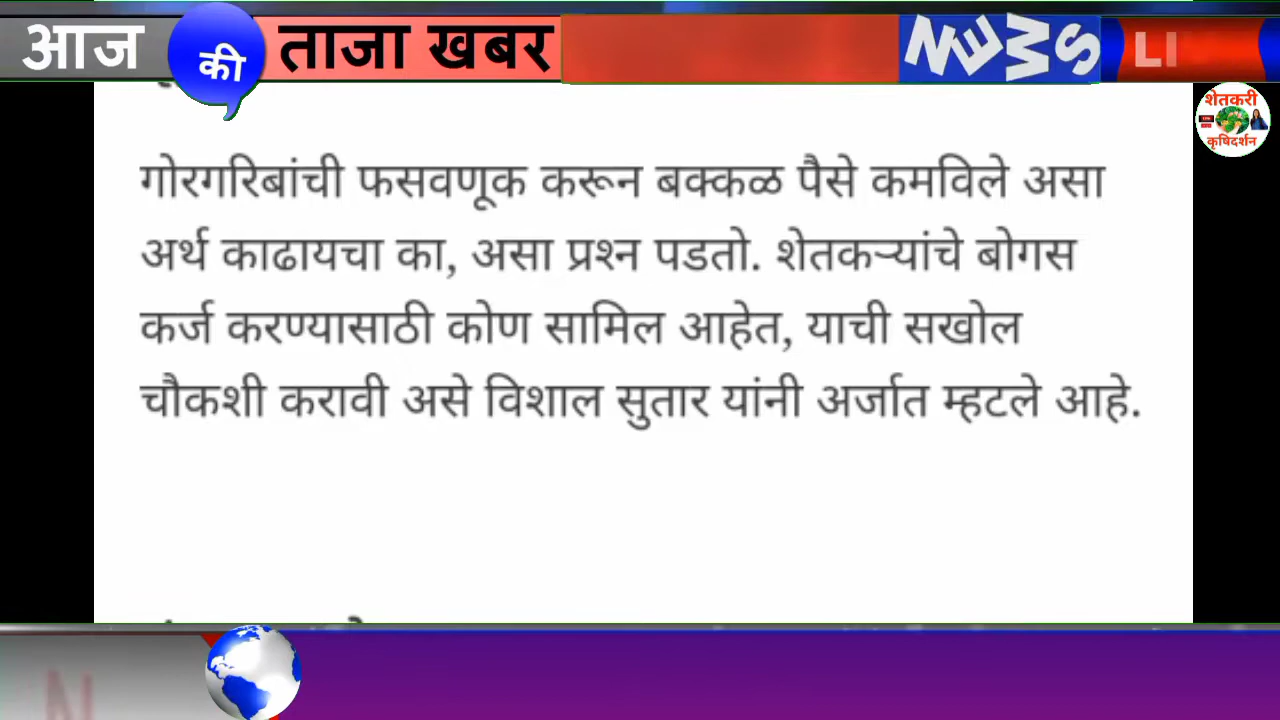 आज की ताजा खबर NEWS LI
शेतकरी
कृषिदर्शन
गोरगरिबांची फसवणूक करून बक्कळ पैसे कमविले असा
अर्थ काढायचा का, असा प्रश्न पडतो. शेतकऱ्यांचे बोगस
कर्ज करण्यासाठी कोण सामिल आहेत, याची सखोल
चौकशी करावी असे विशाल सुतार यांनी अर्जात म्हटले आहे.
N